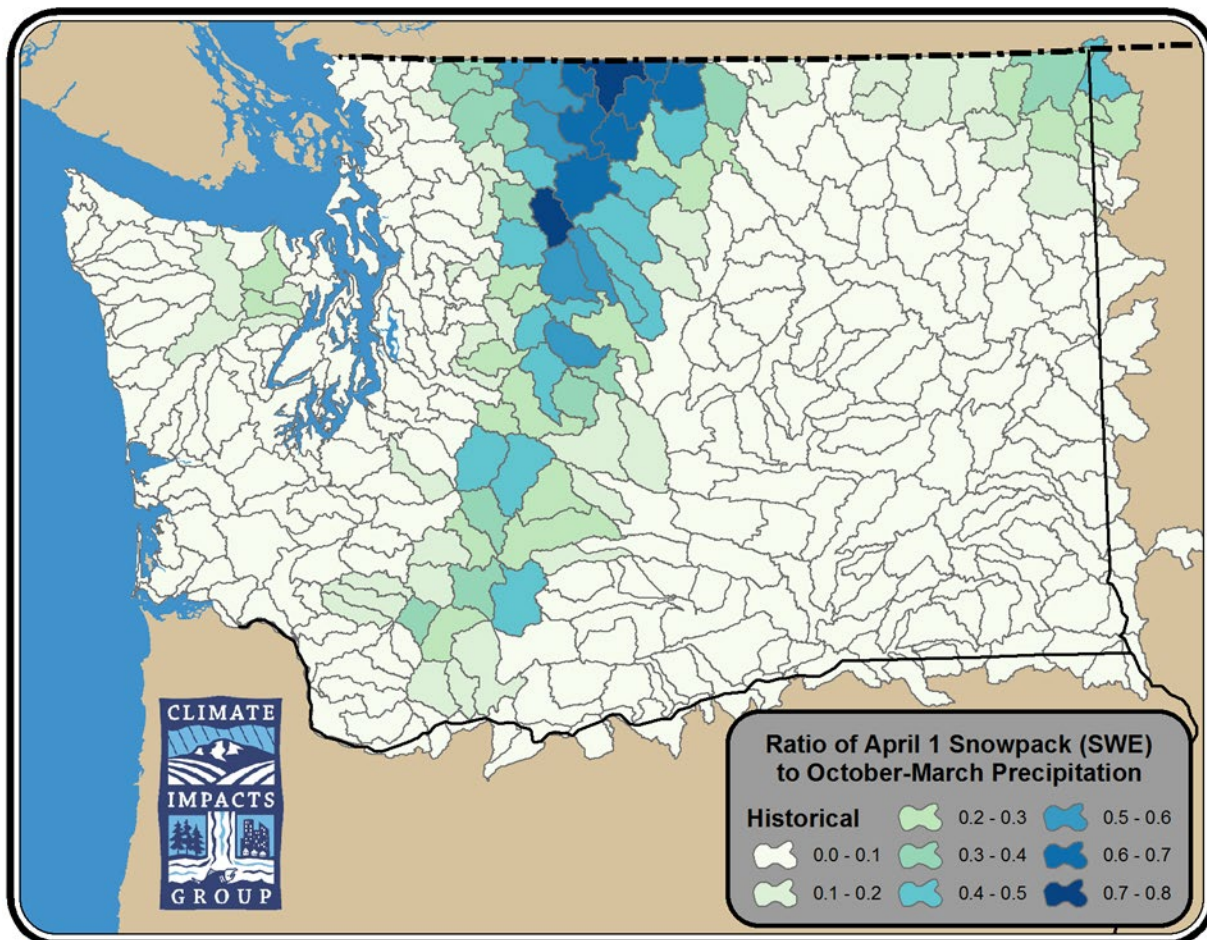 CLIMATE
IMPACTS
GROUP
Ratio of April 1 Snowpack (SWE)
to October-March Precipitation
Historical
0.0 - 0.1
0.1 - 0.2
0.2 - 0.3
0.3 - 0.4
0.4 - 0.5
0.5 - 0.6
0.6 - 0.7
0.7 - 0.8